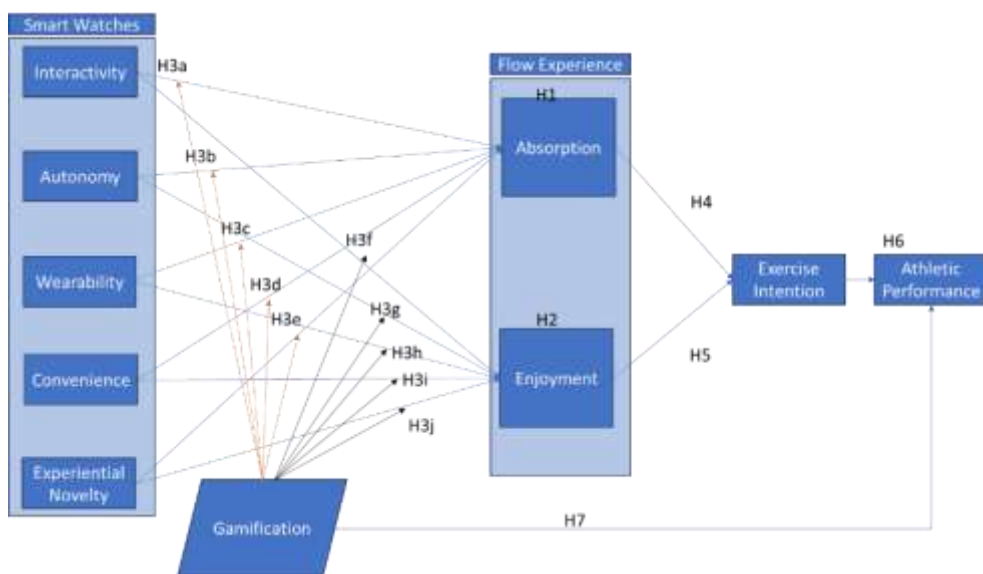 Smart Watches
Interactivity
Autonomy
Wearability
Convenience
Experiential
Novelty
H3a
H3b
H3c
H3d
H3e
H3f
H3g
H3h
H3i
H3j
Gamification
Flow Experience
H1
Absorption
H2
Enjoyment
H4
H5
Exercise
Intention
H6
Athletic
Performance
H7